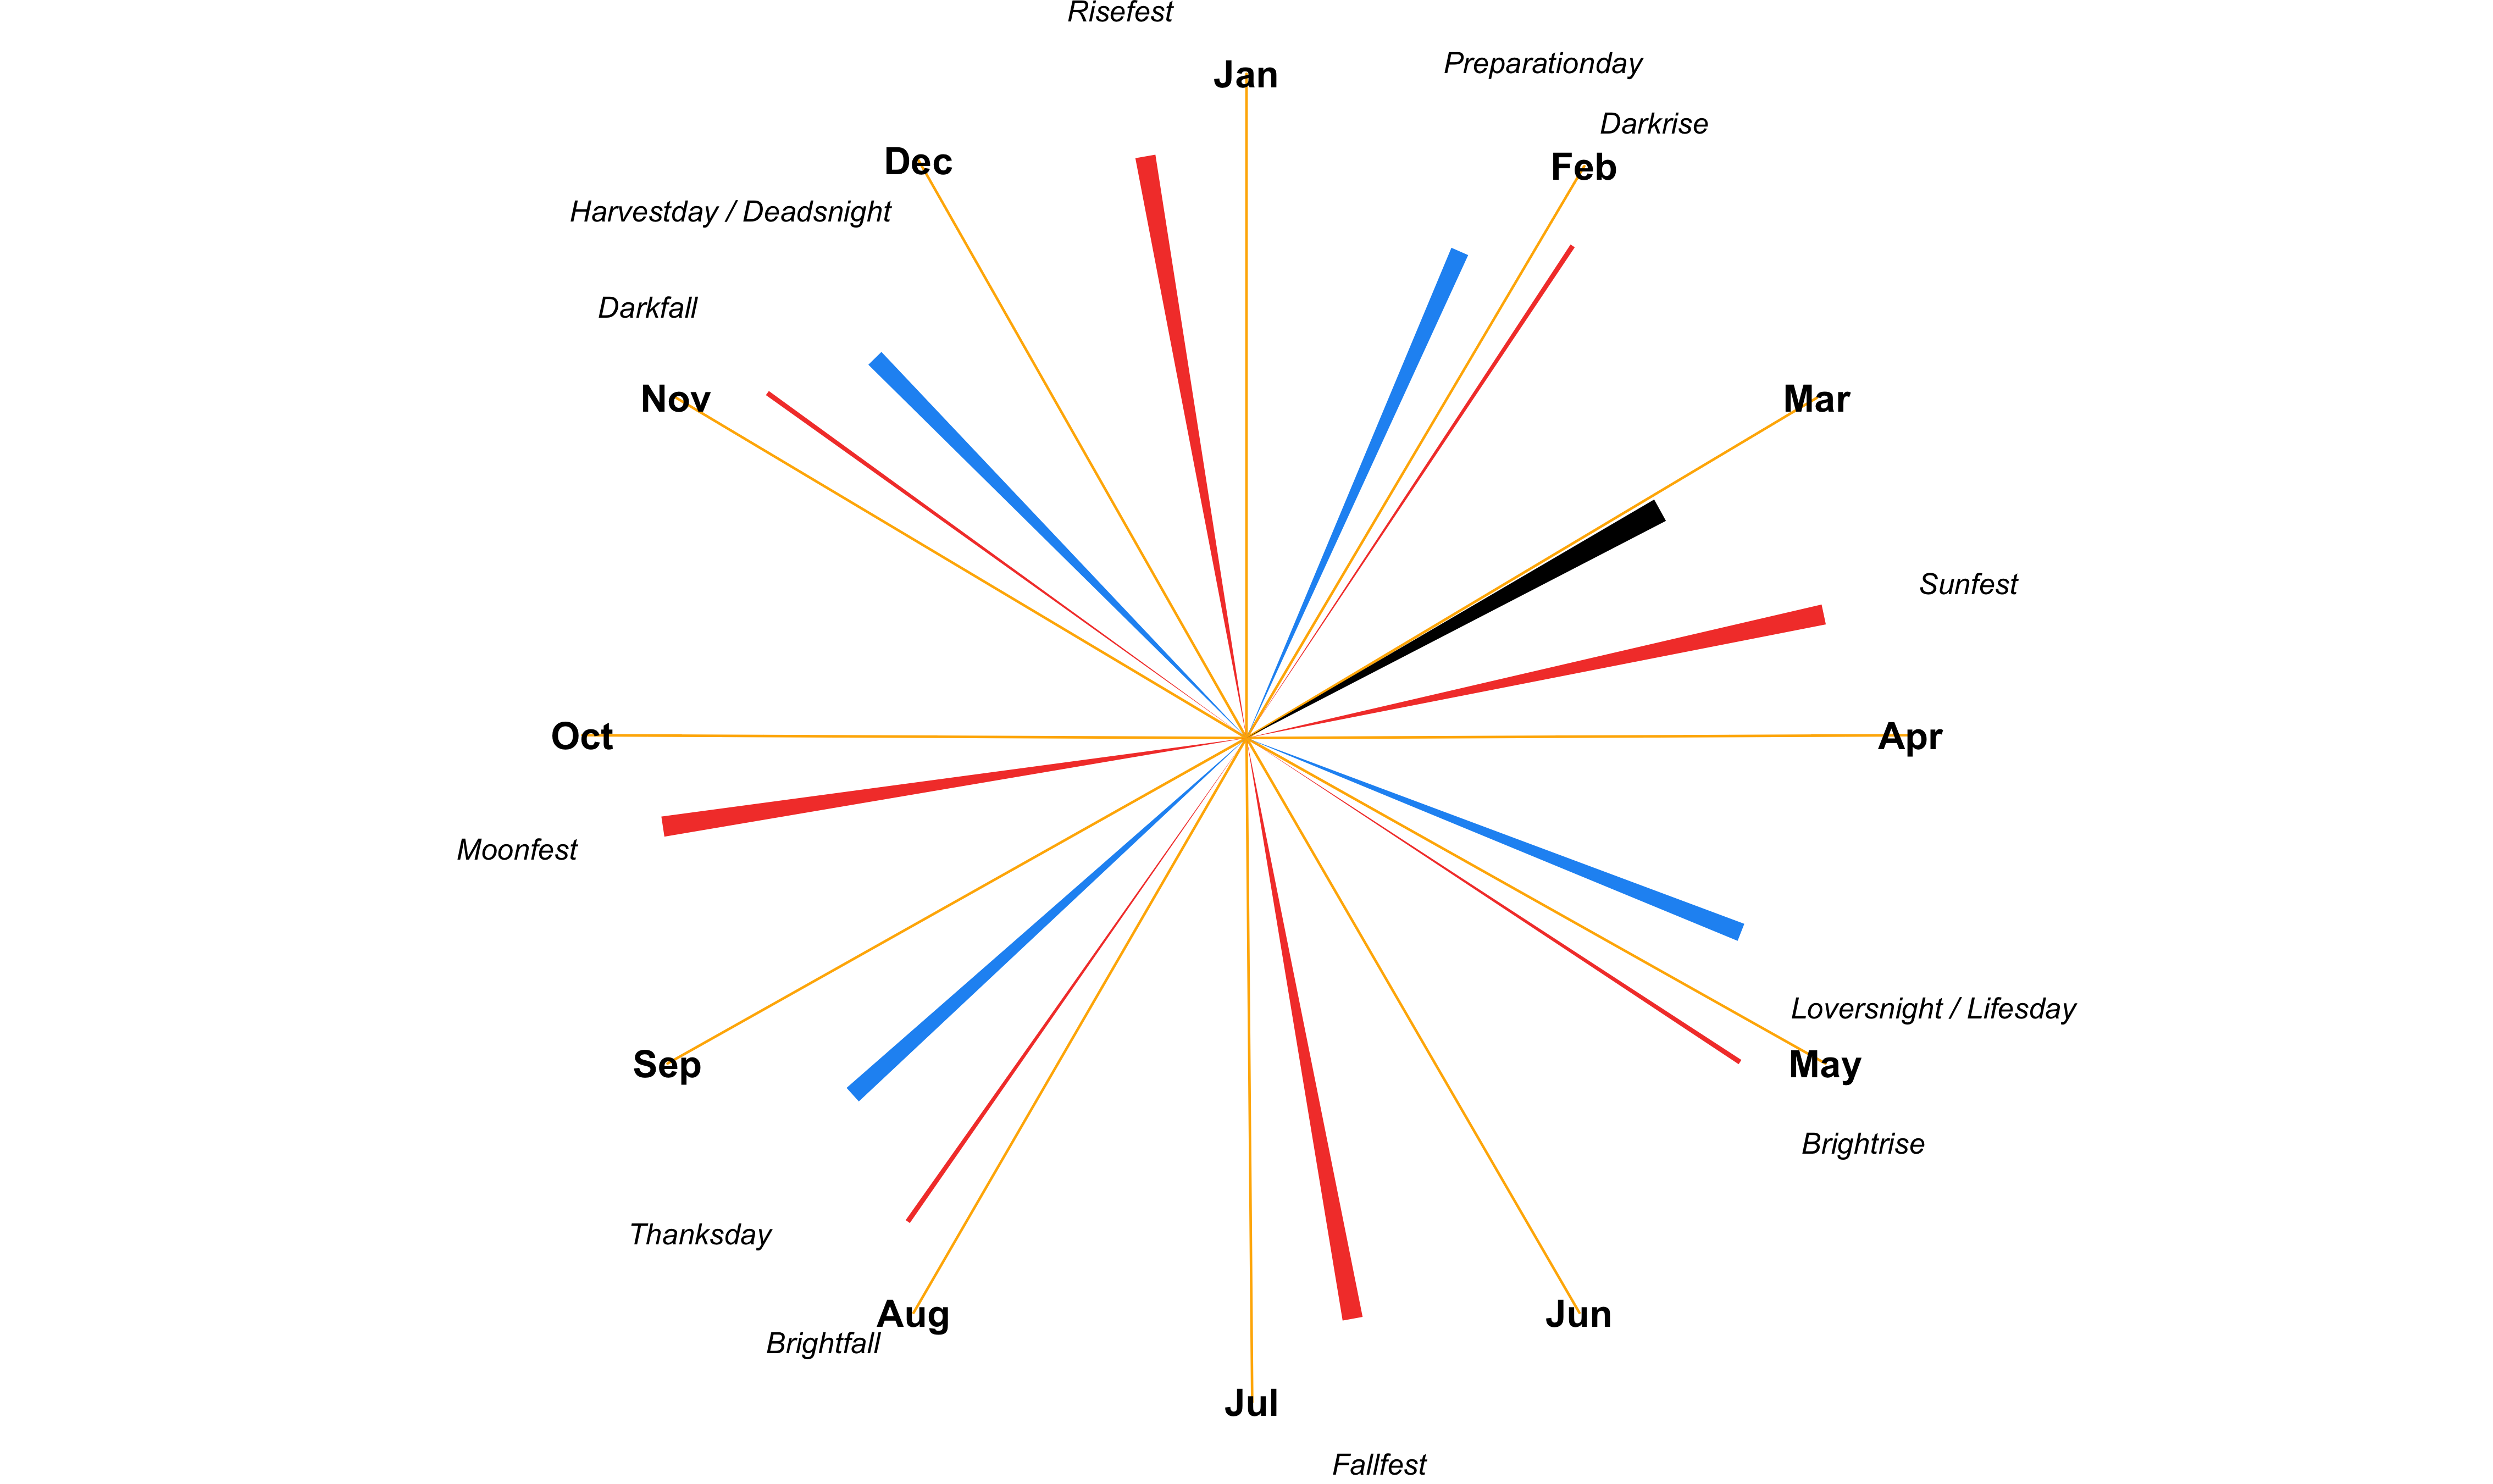 Risefest
Preparationday
Jan
Darkrise
Dec
Feb
Harvestday / Deadsnight
Darkfall
Nov
Mar
Sunfest
Oct
Apr
Moonfest
Loversnight / Lifesday
Sep
May
Brightrise
Thanksday
Aug
Jun
Brightfall
Jul
Fallfest